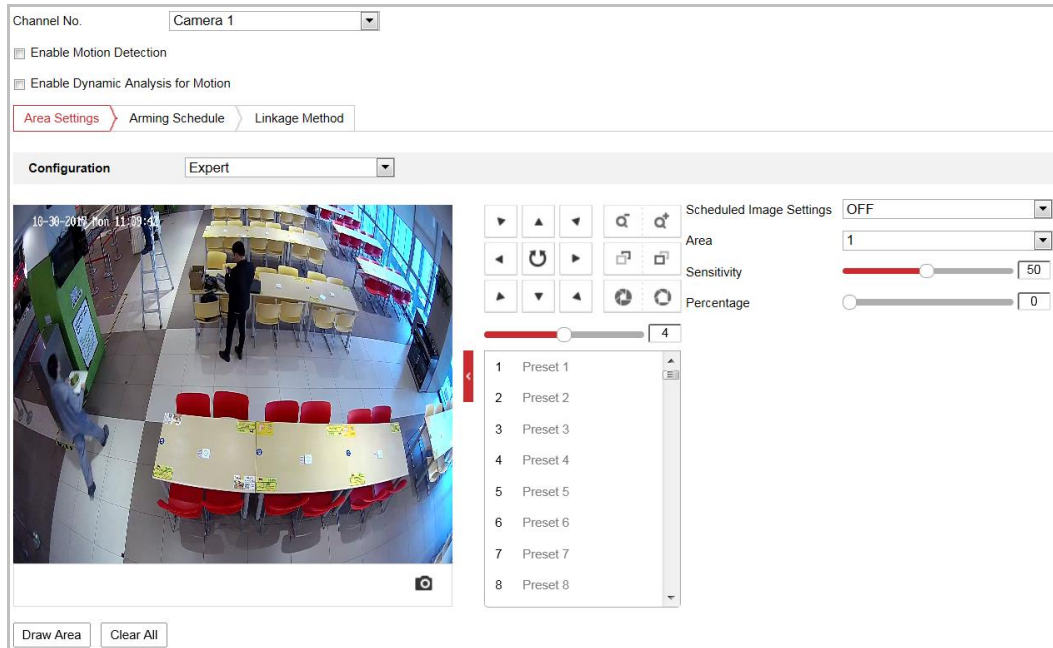 Channel No. Camera 1
Enable Motion Detection
Enable Dynamic Analysis for Motion
Area Settings Arming Schedule Linkage Method
Configuration Expert
Mon
Scheduled Image Settings OFF
Area 1
Sensitivity 50
Percentage 0
4
1 Preset 1
2 Preset 2
3 Preset 3
4 Preset 4
5 Preset 5
6 Preset 6
7 Preset 7
8 Preset 8
Draw Area Clear All